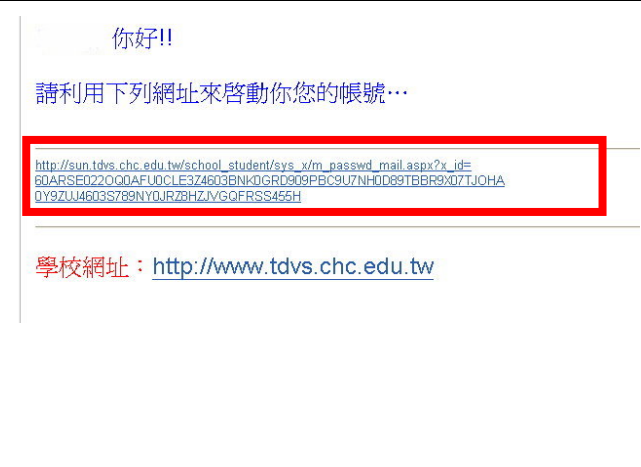 你好!!
請利用下列網址來啓動你您的帳號…
http://sun.tdvs.chc.edu.tw/school_student/sys_x/m_passwd_mail.aspx?x_id=
60ARSE022OQ0AFU0CLE3Z4603BNK0GRD909PBC9U7NH0D89TBBR9X07TJOHA
0Y9ZUJ4603S789NY0JRZ8HZJVGQFRSS455H
學校網址：http://www.tdvs.chc.edu.tw